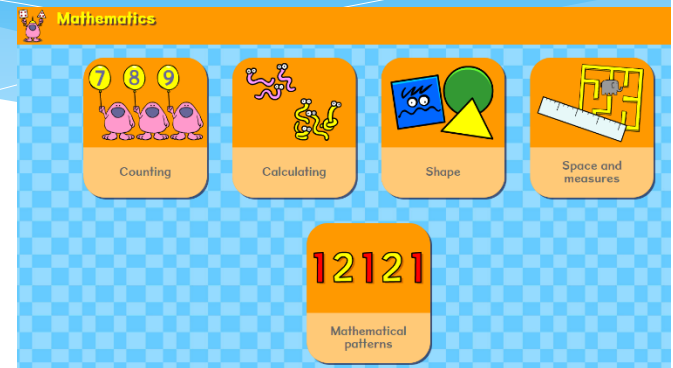 Mathematics
7 8 9
Counting
Calculating
Shape
Space and
measures
12121
Mathematical
patterns